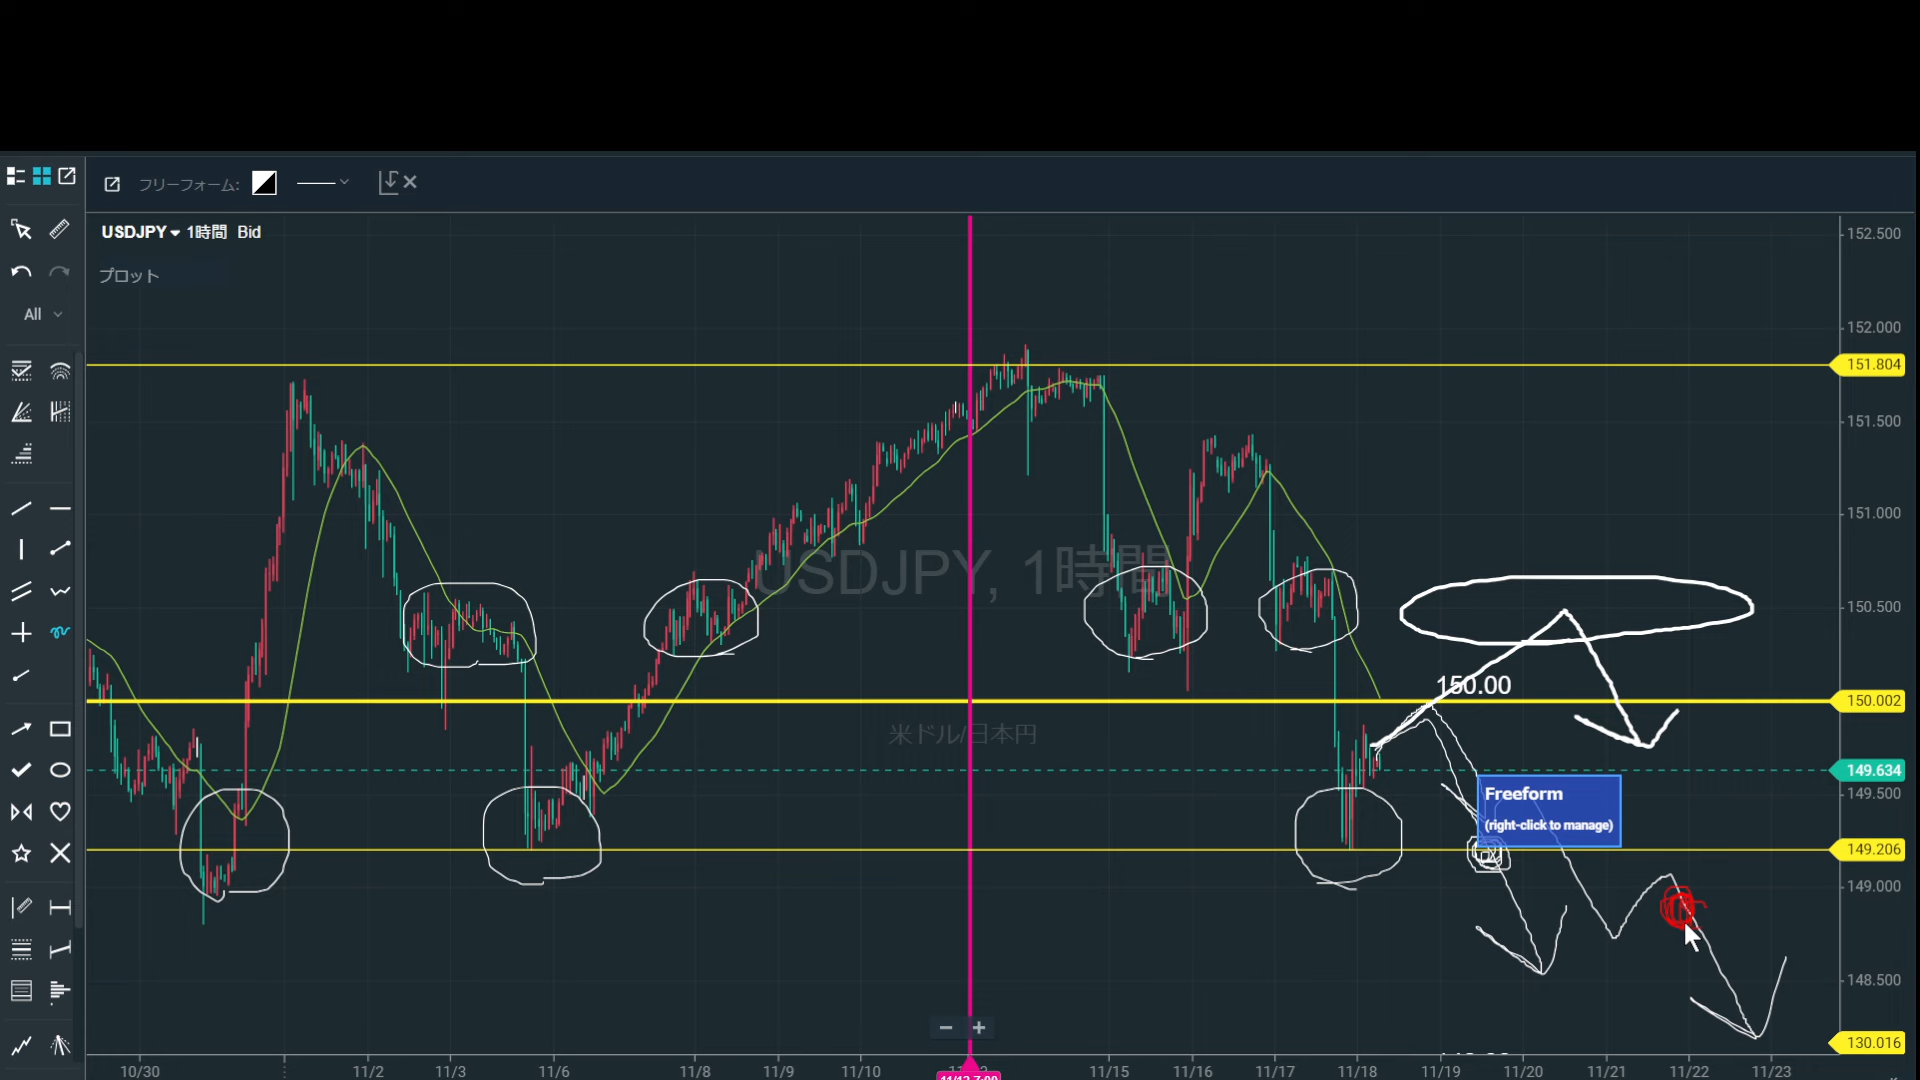 フリーフォーム:
USDJPY 1時間 Bid
プロット
All
USDJPY, 1時間
米ドル/日本円
150.00
Freeform
(right-click to manage)
152.500
152.000
151.804
151.500
151.000
150.500
150.002
149.634
149.500
149.206
149.000
148.500
130.016
10/30 11/2 11/3 11/6 11/8 11/9 11/10 11/15 11/16 11/17 11/18 11/19 11/20 11/21 11/22 11/23